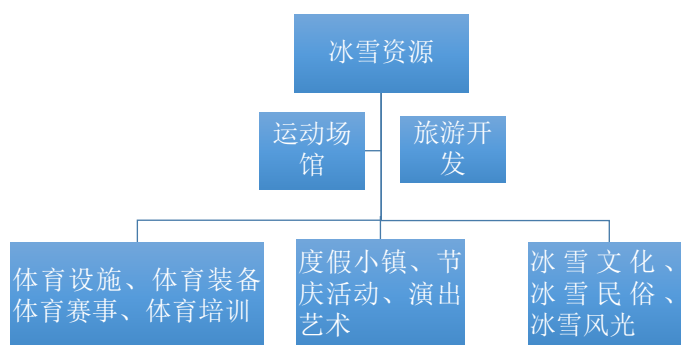 冰雪资源
运动场
馆
旅游开
发
体育设施、体育装备
体育赛事、体育培训
度假小镇、节
庆活动、演出
艺术
冰雪文化、
冰雪民俗、
冰雪风光